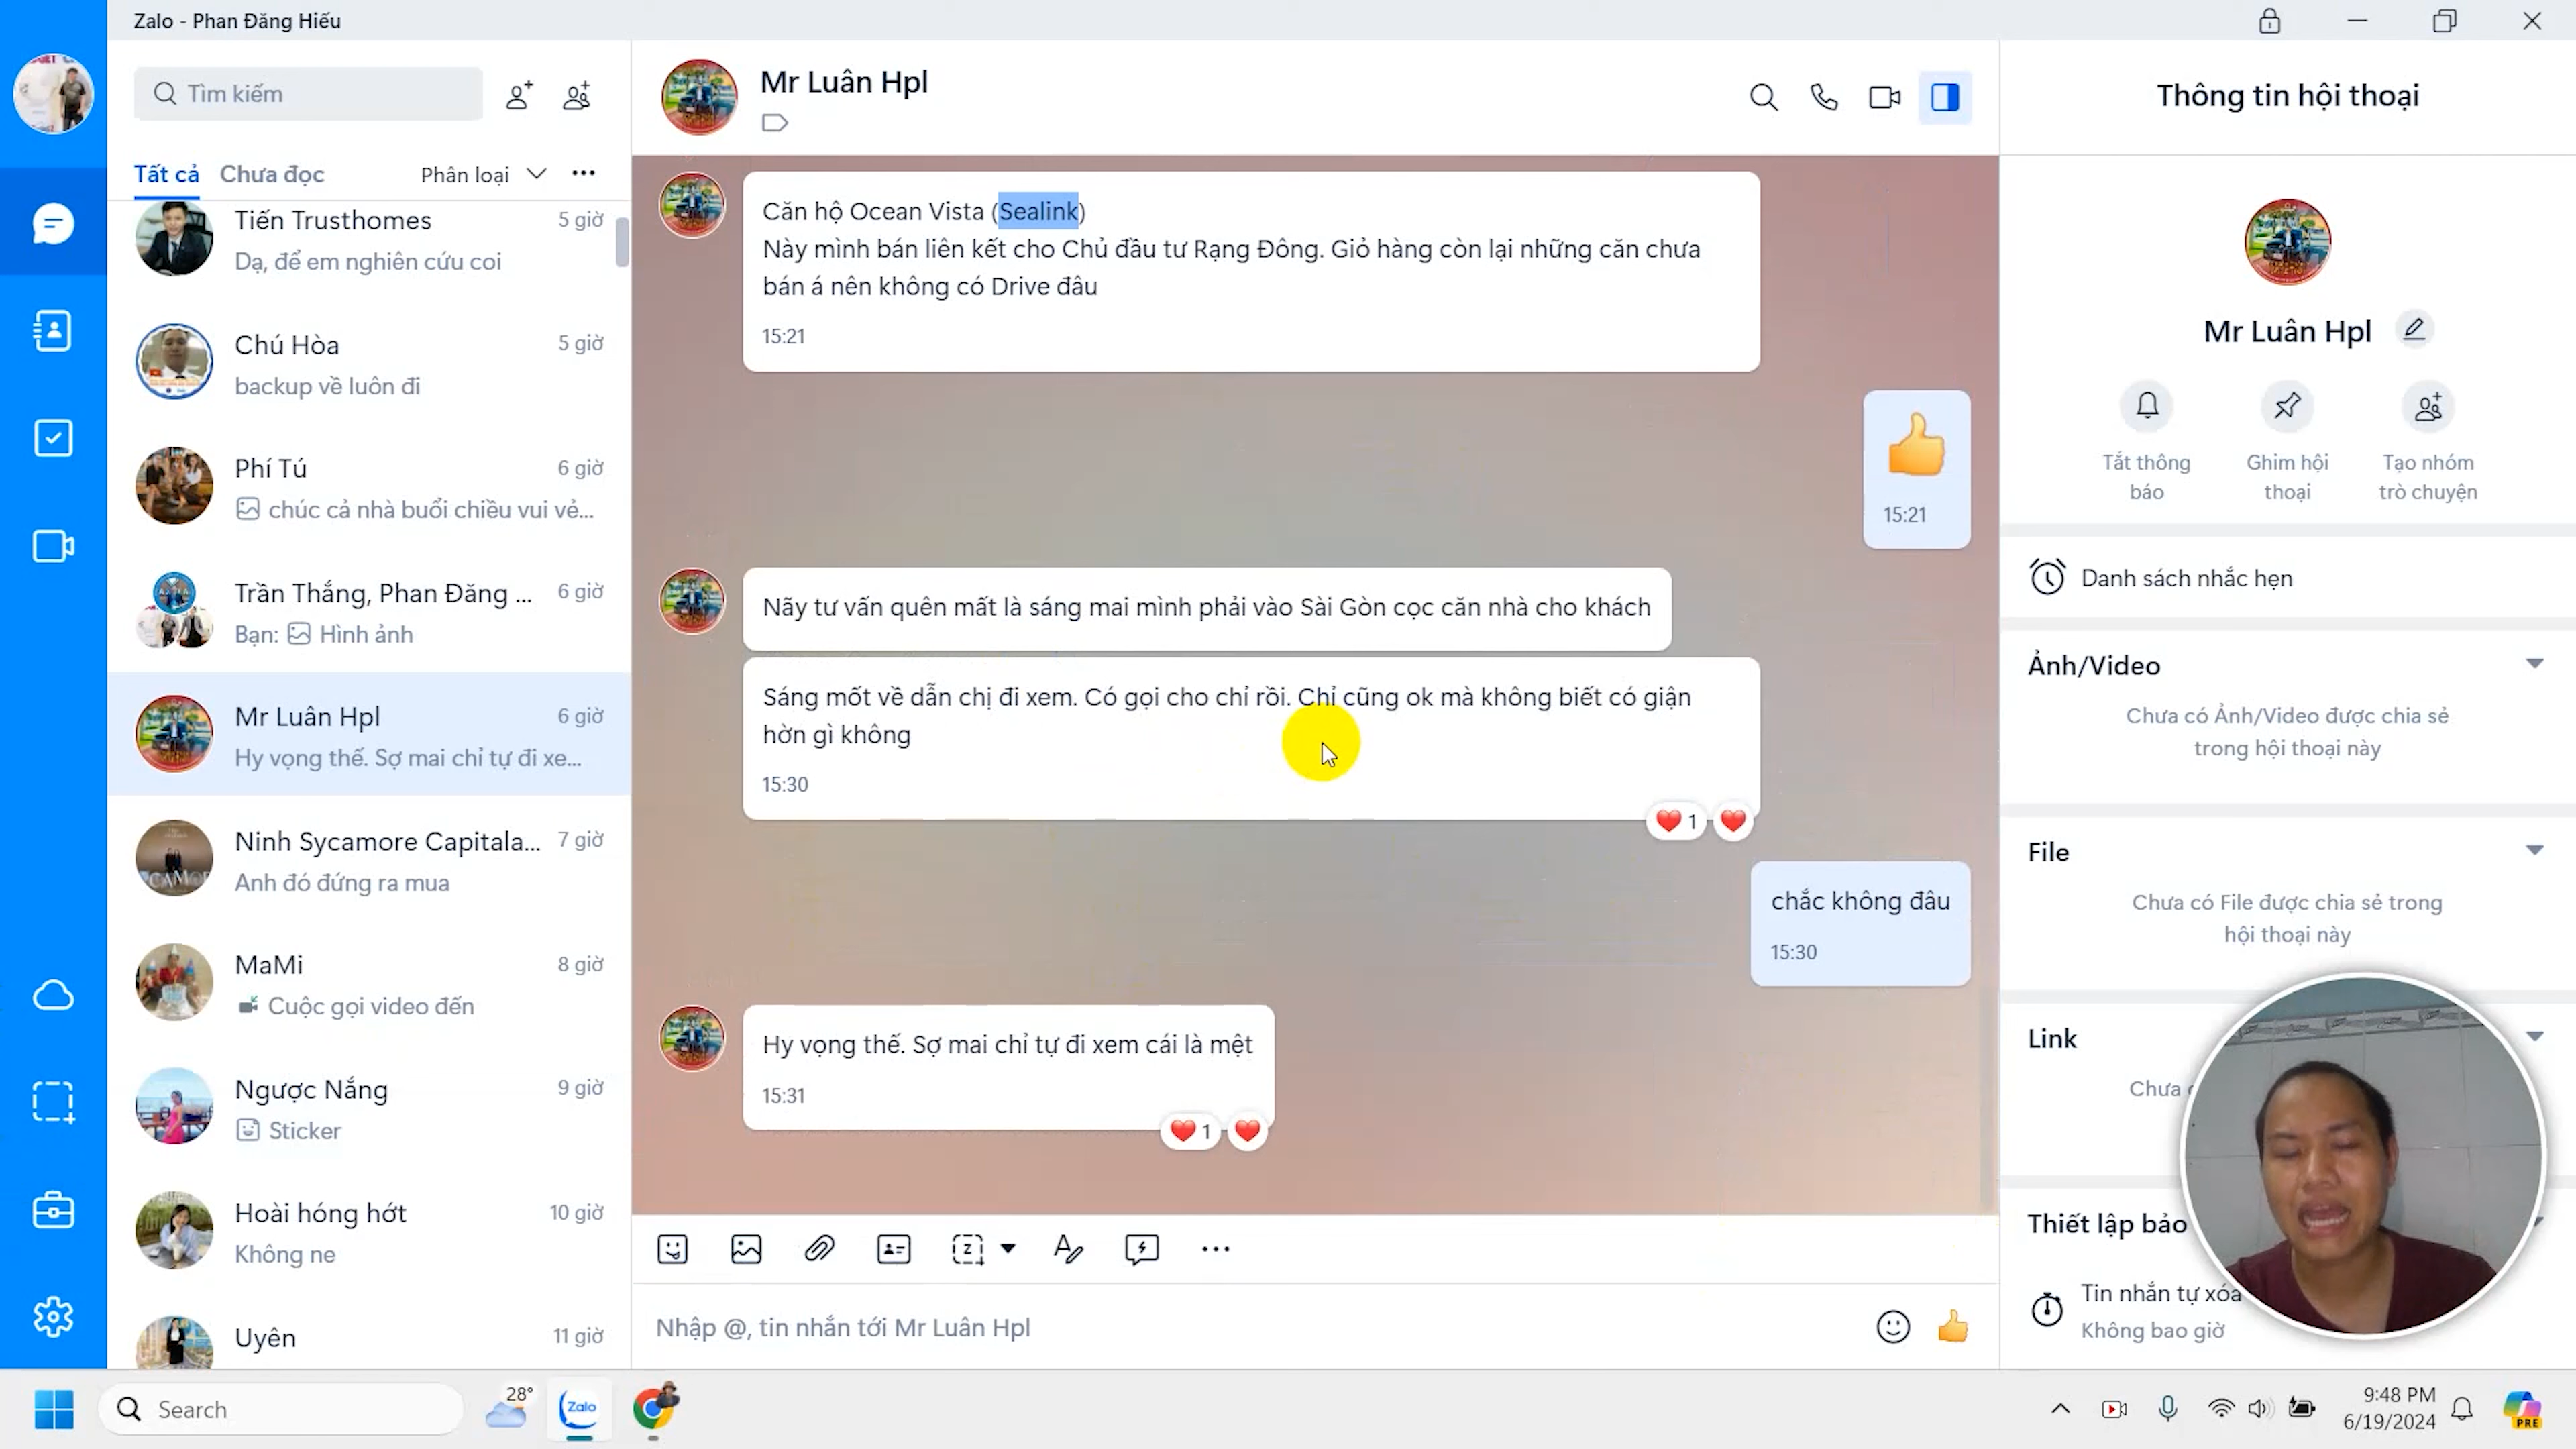 Zalo - Phan Đăng Hiếu
Tìm kiếm
Tất cả
Chưa đọc
Phân loại
Tiến Trusthomes
5 giờ
Dạ, để em nghiên cứu coi
Chú Hòa
5 giờ
backup về luôn đi
Phí Tú
6 giờ
chúc cả nhà buổi chiều vui vẻ...
Trần Thắng, Phan Đăng ...
6 giờ
Bạn: Hình ảnh
Mr Luân Hpl
6 giờ
Hy vọng thế. Sợ mai chỉ tự đi xe...
Ninh Sycamore Capitala...
7 giờ
Anh đó đứng ra mua
MaMi
8 giờ
Cuộc gọi video đến
Ngược Nắng
9 giờ
Sticker
Hoài hóng hớt
10 giờ
Không ne
Uyên
11 giờ
Mr Luân Hpl
Căn hộ Ocean Vista (Sealink)
Này mình bán liên kết cho Chủ đầu tư Rạng Đông. Giỏ hàng còn lại những căn chưa
bán á nên không có Drive đâu
15:21
15:21
Nãy tư vấn quên mất là sáng mai mình phải vào Sài Gòn cọc căn nhà cho khách
Sáng mốt về dẫn chị đi xem. Có gọi cho chỉ rồi. Chỉ cũng ok mà không biết có giận
hờn gì không
15:30
1
chắc không đâu
15:30
Hy vọng thế. Sợ mai chỉ tự đi xem cái là mệt
15:31
1
Nhập @, tin nhắn tới Mr Luân Hpl
Thông tin hội thoại
Mr Luân Hpl
Tắt thông
báo
Ghim hội
thoại
Tạo nhóm
trò chuyện
Danh sách nhắc hẹn
Ảnh/Video
Chưa có Ảnh/Video được chia sẻ
trong hội thoại này
File
Chưa có File được chia sẻ trong
hội thoại này
Link
Chưa
Thiết lập bảo
Tin nhắn tự xóa
Không bao giờ
Search
28°
Zalo
9:48 PM
6/19/2024
PRE